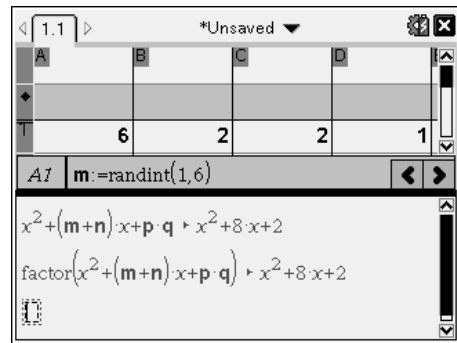 1.1 *Unsaved
A B C D
6 2 2 1
A1 m:=randint(1,6)
x²+(m+n)·x+p·q ▸ x²+8·x+2
factor(x²+(m+n)·x+p·q) ▸ x²+8·x+2